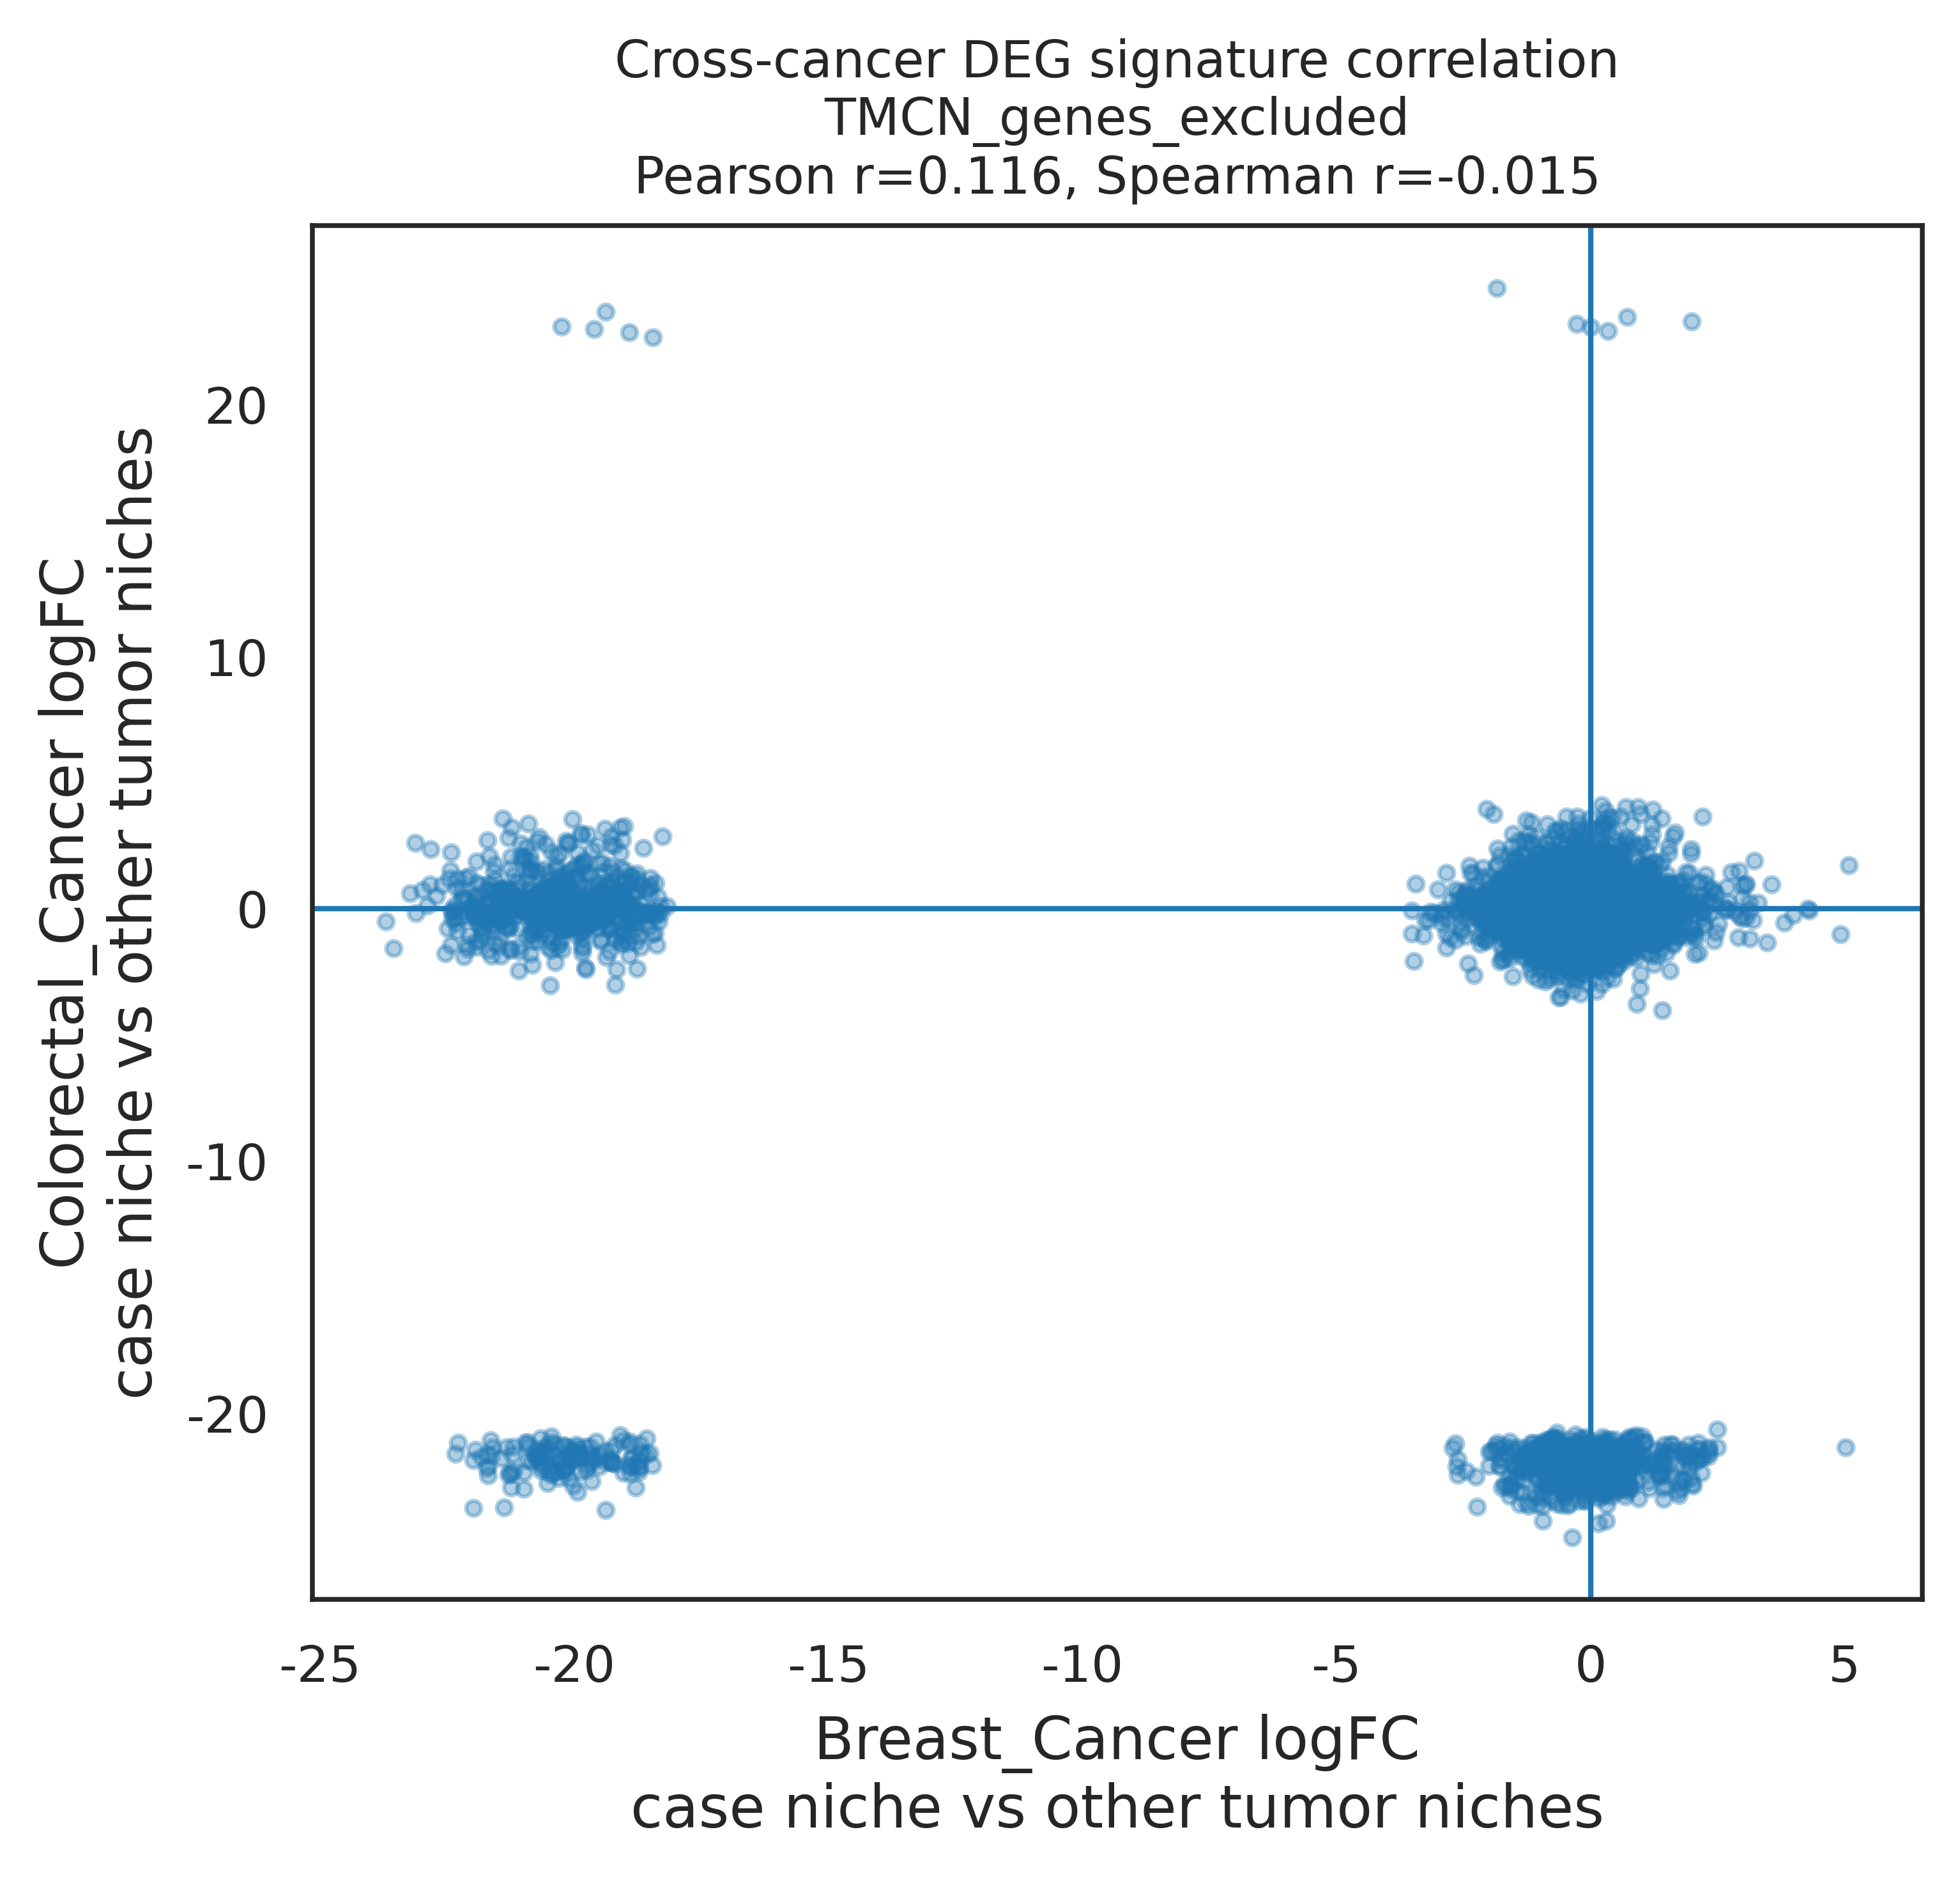 Cross-cancer DEG signature correlation
TMCN_genes_excluded
Pearson r=0.116, Spearman r=-0.015
Colorectal_Cancer logFC
case niche vs other tumor niches
20
10
0
-10
-20
-25
-20
-15
-10
-5
0
5
Breast_Cancer logFC
case niche vs other tumor niches